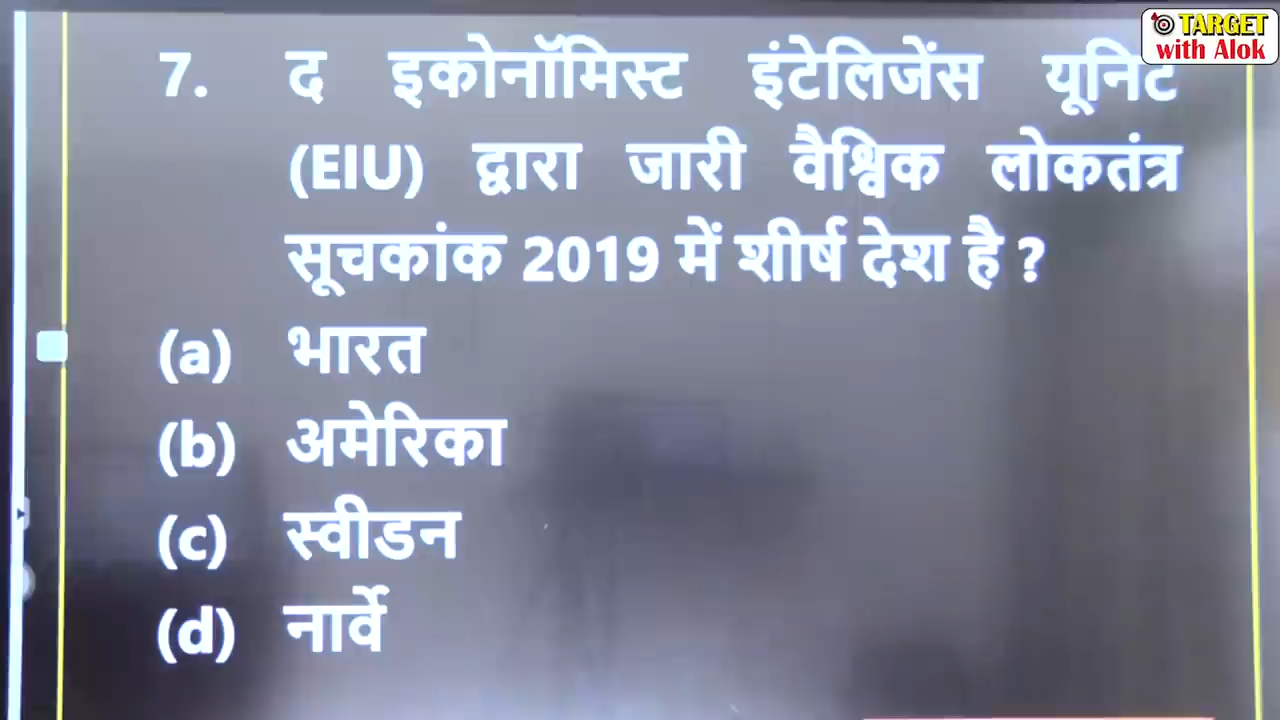 TARGET
with Alok
7. द इकोनॉमिस्ट इंटेलिजेंस यूनिट
(EIU) द्वारा जारी वैश्विक लोकतंत्र
सूचकांक 2019 में शीर्ष देश है ?
(a) भारत
(b) अमेरिका
(c) स्वीडन
(d) नार्वे